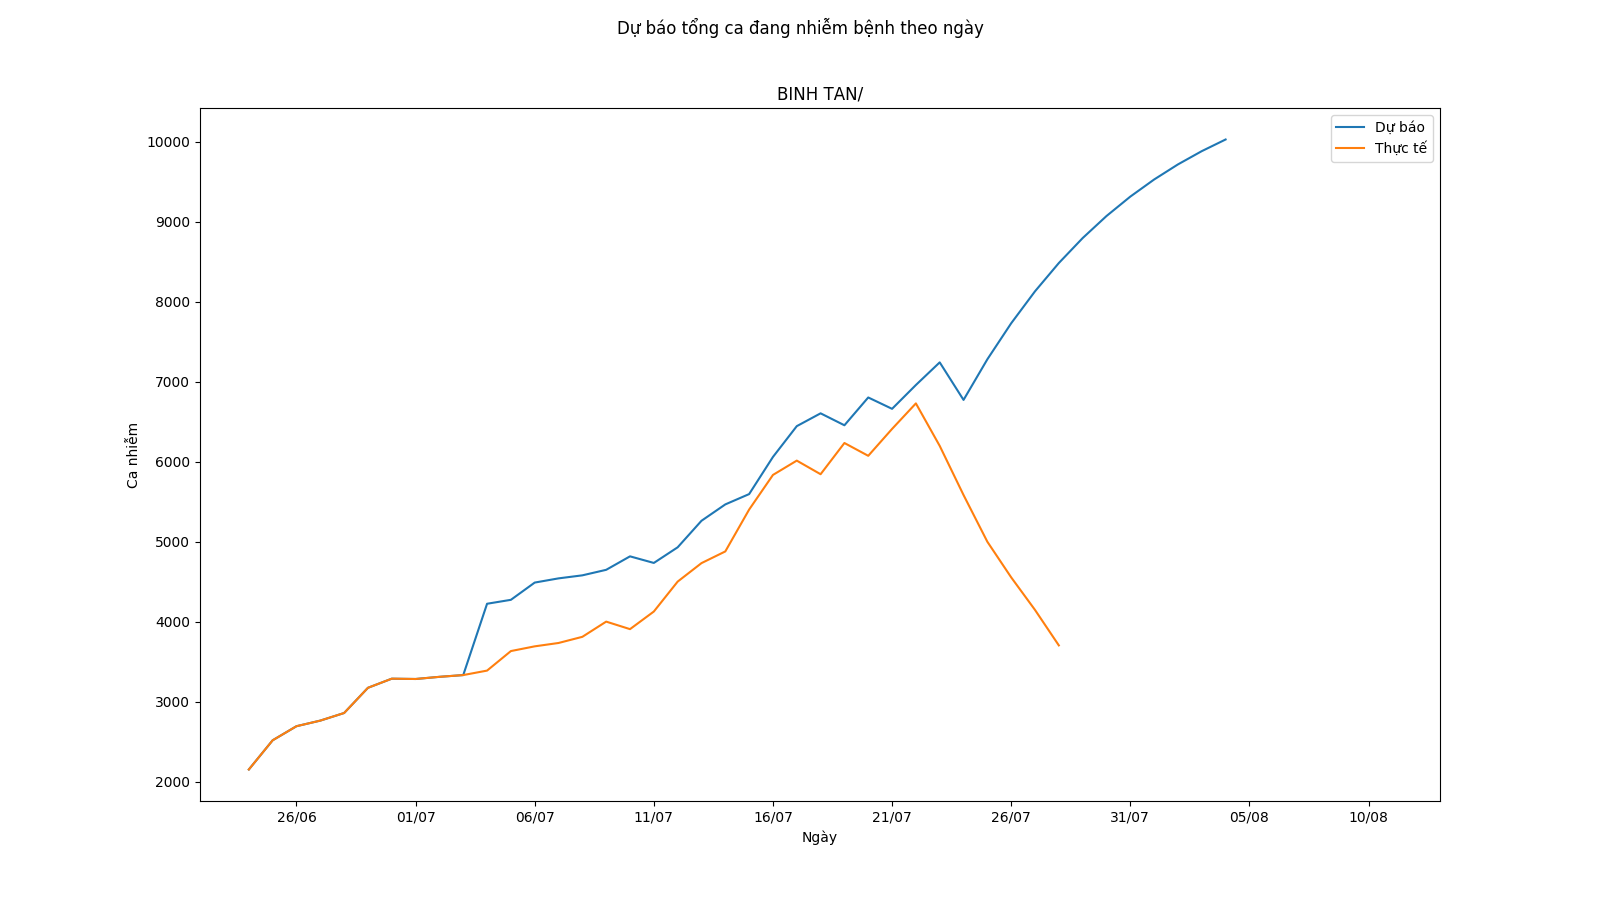 Dự báo tổng ca đang nhiễm bệnh theo ngày
BINH TAN/
Dự báo
Thực tế
10000
9000
8000
7000
6000
5000
4000
3000
2000
Ca nhiễm
26/06 01/07 06/07 11/07 16/07 21/07 26/07 31/07 05/08 10/08
Ngày